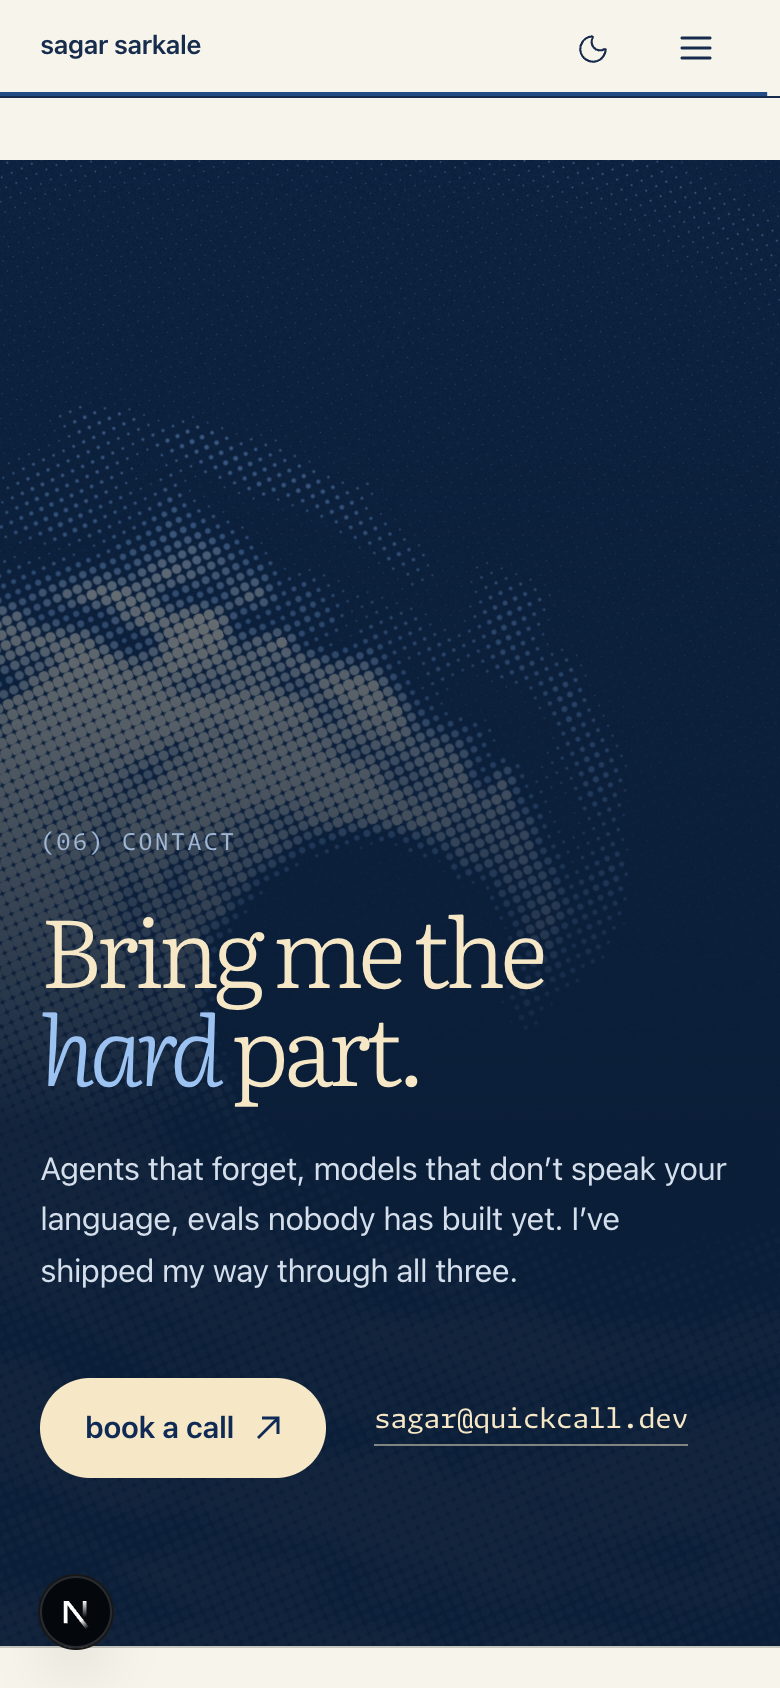 sagar sarkale
(06) CONTACT
Bring me the
hard part.
Agents that forget, models that don’t speak your
language, evals nobody has built yet. I’ve
shipped my way through all three.
book a call
sagar@quickcall.dev
N